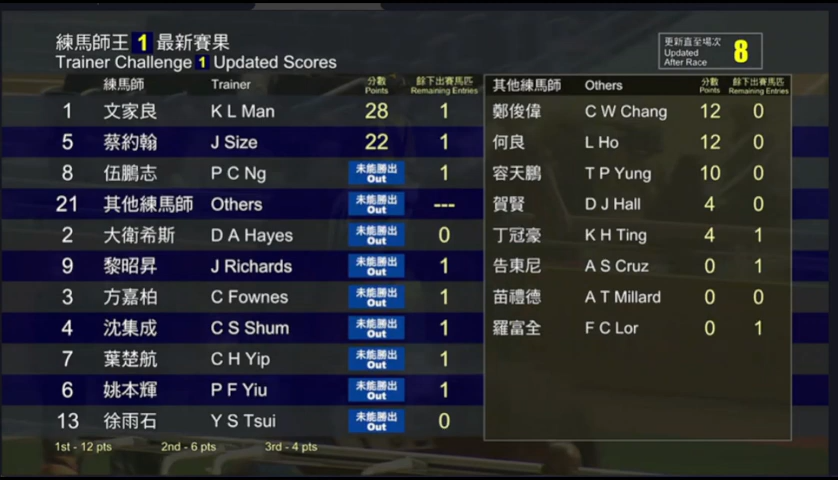 練馬師王 1 最新賽果
Trainer Challenge 1 Updated Scores
更新直至場次
Updated
After Race
8
練馬師 Trainer 分數 Points 餘下出賽馬匹 Remaining Entries
1 文家良 K L Man 28 1
5 蔡約翰 J Size 22 1
8 伍鵬志 P C Ng 未能勝出 Out 1
21 其他練馬師 Others 未能勝出 Out ---
2 大衛希斯 D A Hayes 未能勝出 Out 0
9 黎昭昇 J Richards 未能勝出 Out 1
3 方嘉柏 C Fownes 未能勝出 Out 1
4 沈集成 C S Shum 未能勝出 Out 1
7 葉楚航 C H Yip 未能勝出 Out 1
6 姚本輝 P F Yiu 未能勝出 Out 1
13 徐雨石 Y S Tsui 未能勝出 Out 0
1st - 12 pts 2nd - 6 pts 3rd - 4 pts
其他練馬師 Others 分數 Points 餘下出賽馬匹 Remaining Entries
鄭俊偉 C W Chang 12 0
何良 L Ho 12 0
容天鵬 T P Yung 10 0
賀賢 D J Hall 4 0
丁冠豪 K H Ting 4 1
告東尼 A S Cruz 0 1
苗禮德 A T Millard 0 0
羅富全 F C Lor 0 1